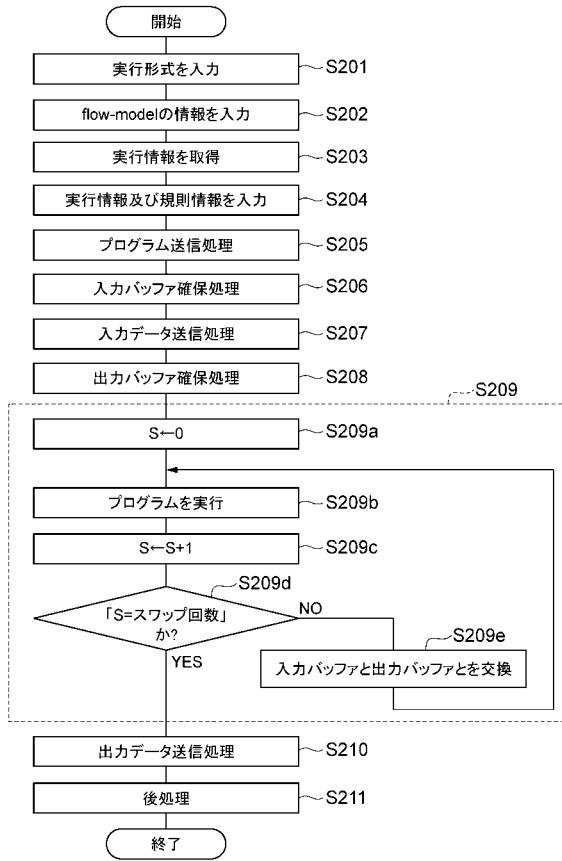 開始
実行形式を入力
S201
flow-modelの情報を入力
S202
実行情報を取得
S203
実行情報及び規則情報を入力
S204
プログラム送信処理
S205
入力バッファ確保処理
S206
入力データ送信処理
S207
出力バッファ確保処理
S208
S209
S←0
S209a
プログラムを実行
S209b
S←S+1
S209c
S209d
「S=スワップ回数」
か?
NO
YES
S209e
入力バッファと出力バッファとを交換
出力データ送信処理
S210
後処理
S211
終了